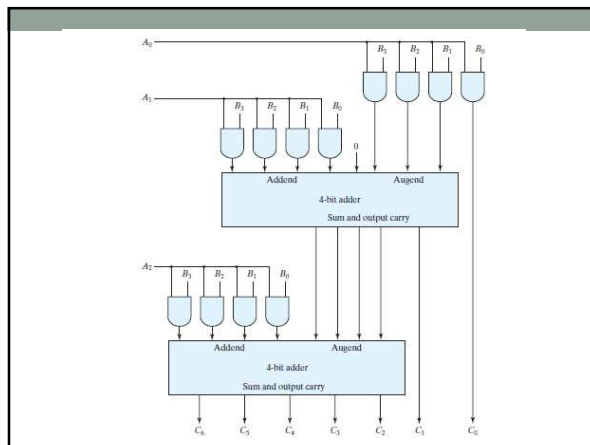 A₀
B₃ B₂ B₁ B₀
A₁
B₃ B₂ B₁ B₀
0
Addend Augend
4-bit adder
Sum and output carry
A₂
B₃ B₂ B₁ B₀
Addend Augend
4-bit adder
Sum and output carry
C₆ C₅ C₄ C₃ C₂ C₁ C₀